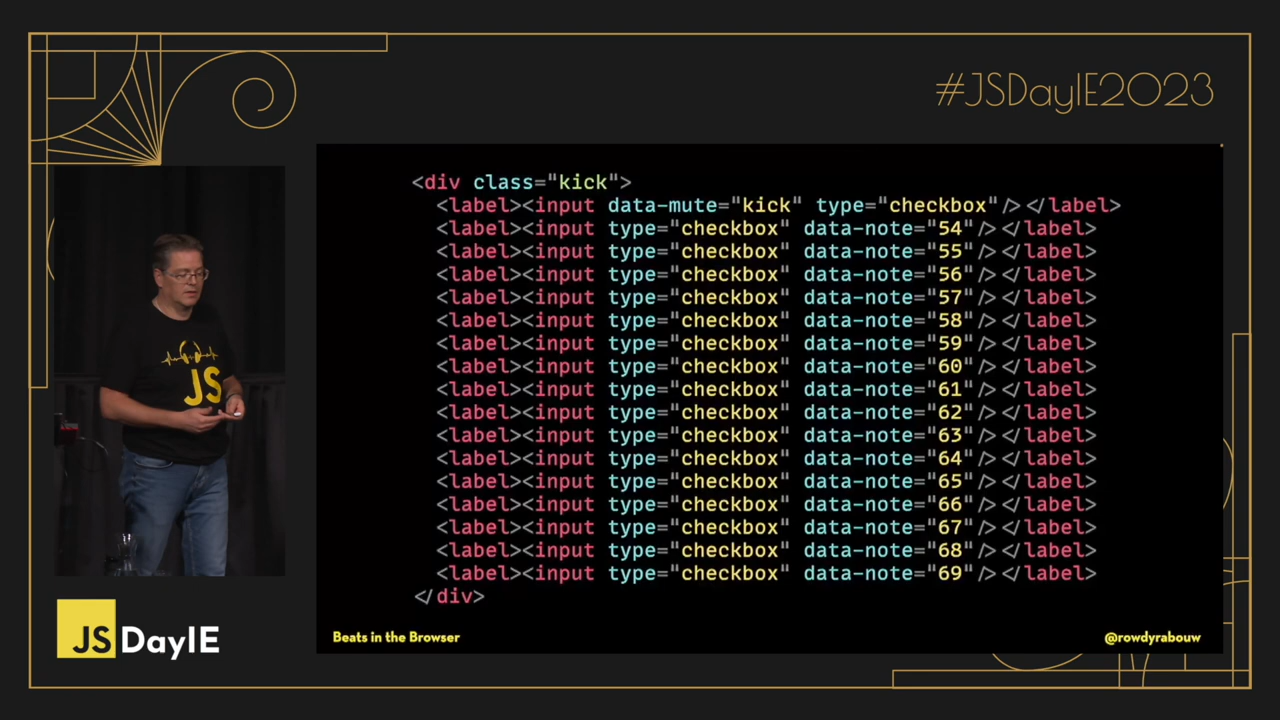 #JSDayIE2023
<div class="kick">
<label><input data-mute="kick" type="checkbox"/></label>
<label><input type="checkbox" data-note="54"/></label>
<label><input type="checkbox" data-note="55"/></label>
<label><input type="checkbox" data-note="56"/></label>
<label><input type="checkbox" data-note="57"/></label>
<label><input type="checkbox" data-note="58"/></label>
<label><input type="checkbox" data-note="59"/></label>
<label><input type="checkbox" data-note="60"/></label>
<label><input type="checkbox" data-note="61"/></label>
<label><input type="checkbox" data-note="62"/></label>
<label><input type="checkbox" data-note="63"/></label>
<label><input type="checkbox" data-note="64"/></label>
<label><input type="checkbox" data-note="65"/></label>
<label><input type="checkbox" data-note="66"/></label>
<label><input type="checkbox" data-note="67"/></label>
<label><input type="checkbox" data-note="68"/></label>
<label><input type="checkbox" data-note="69"/></label>
</div>
Beats in the Browser
@rowdyrabouw
JS
JS DayIE